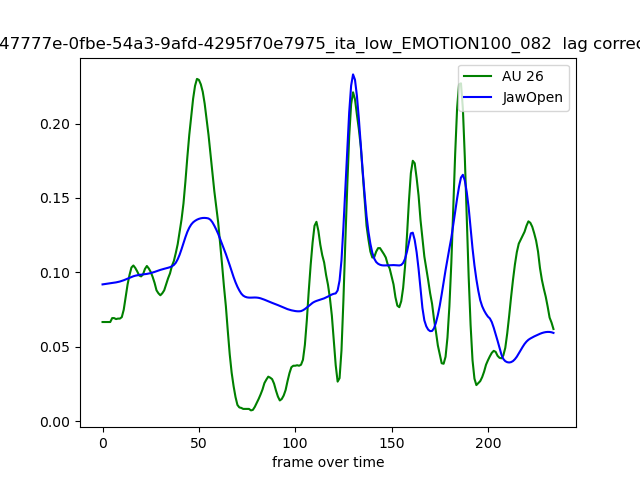 47777e-0fbe-54a3-9afd-4295f70e7975_ita_low_EMOTION100_082 lag correc
AU 26
JawOpen
0.20
0.15
0.10
0.05
0.00
0
50
100
150
200
frame over time